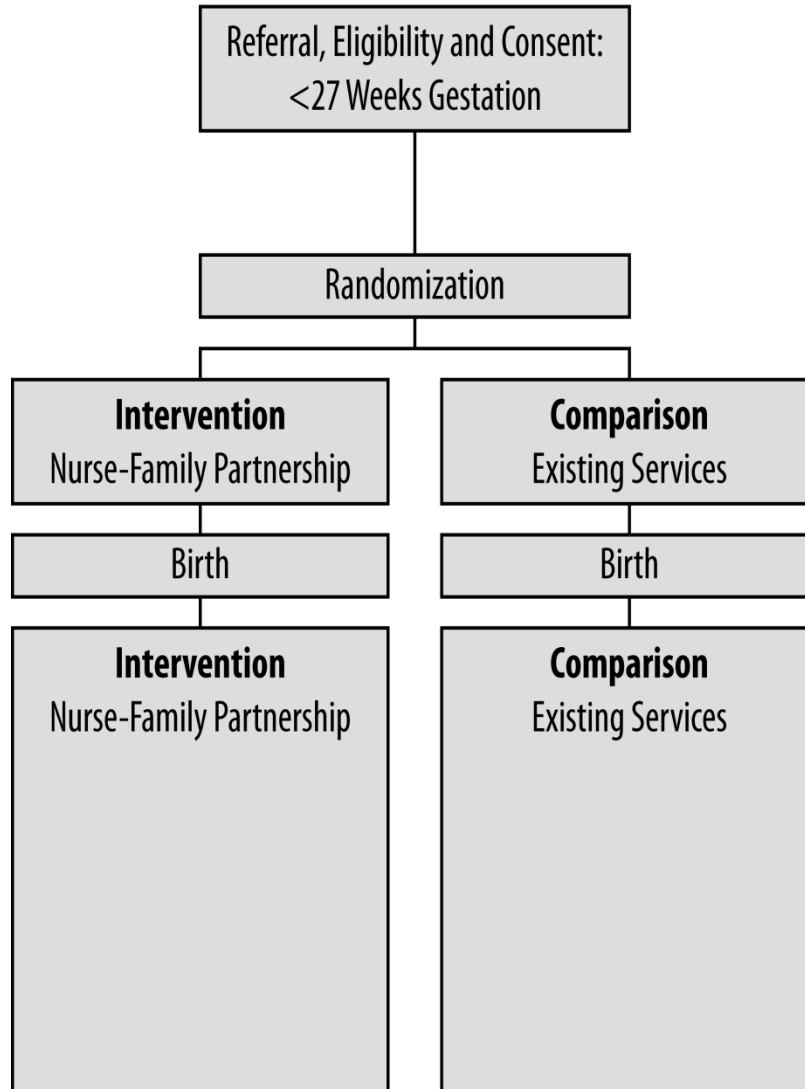 Referral, Eligibility and Consent:
<27 Weeks Gestation
Randomization
Intervention
Nurse-Family Partnership
Comparison
Existing Services
Birth
Birth
Intervention
Nurse-Family Partnership
Comparison
Existing Services